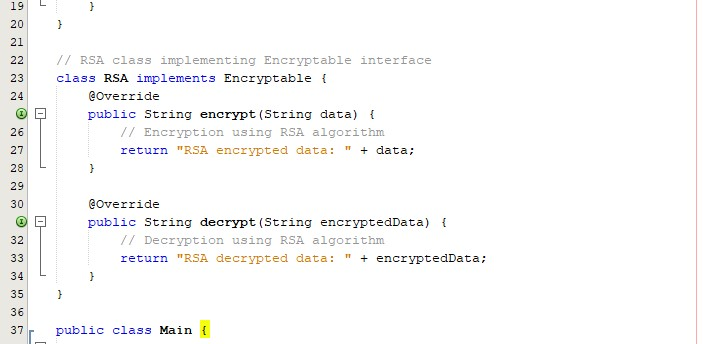 19 }
20 }
21
22 // RSA class implementing Encryptable interface
23 class RSA implements Encryptable {
24 @Override
public String encrypt(String data) {
26 // Encryption using RSA algorithm
27 return "RSA encrypted data: " + data;
28 }
29
30 @Override
public String decrypt(String encryptedData) {
32 // Decryption using RSA algorithm
33 return "RSA decrypted data: " + encryptedData;
34 }
35 }
36
37 public class Main {